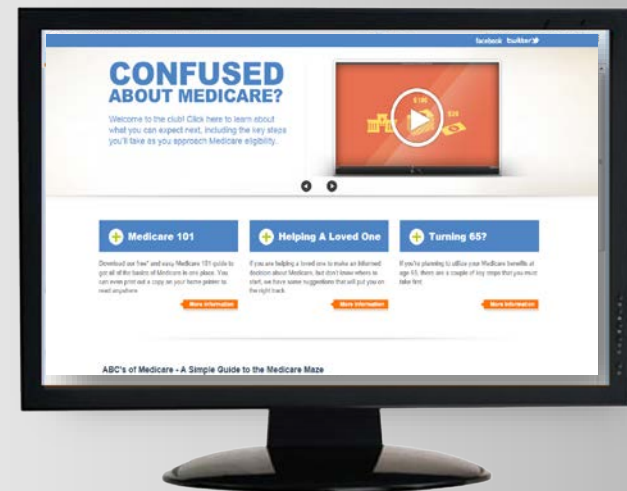 facebook twitter
CONFUSED
ABOUT MEDICARE?
Welcome to the club! Click here to learn about
what you can expect next, including the key steps
you'll take as you approach Medicare eligibility.
$100
$20
Medicare 101
Helping A Loved One
Turning 65?
Download our free* and easy Medicare 101 guide to
get all of the basics of Medicare in one place. You
can even print out a copy on your home printer to
read anywhere
More Information
If you are helping a loved one to make an informed
decision about Medicare, but don't know where to
start, we have some suggestions that will put you on
the right track
More Information
If you're planning to utilize your Medicare benefits at
age 65, there are a couple of key steps that you must
take first
More Information
ABC's of Medicare - A Simple Guide to the Medicare Maze